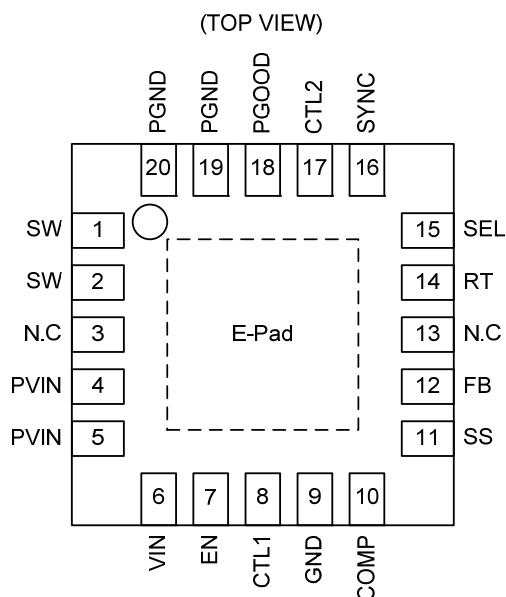 (TOP VIEW)
PGND
PGND
PGOOD
CTL2
SYNC
20
19
18
17
16
SW
1
15
SEL
SW
2
14
RT
N.C
3
E-Pad
13
N.C
PVIN
4
12
FB
PVIN
5
11
SS
6
7
8
9
10
VIN
EN
CTL1
GND
COMP